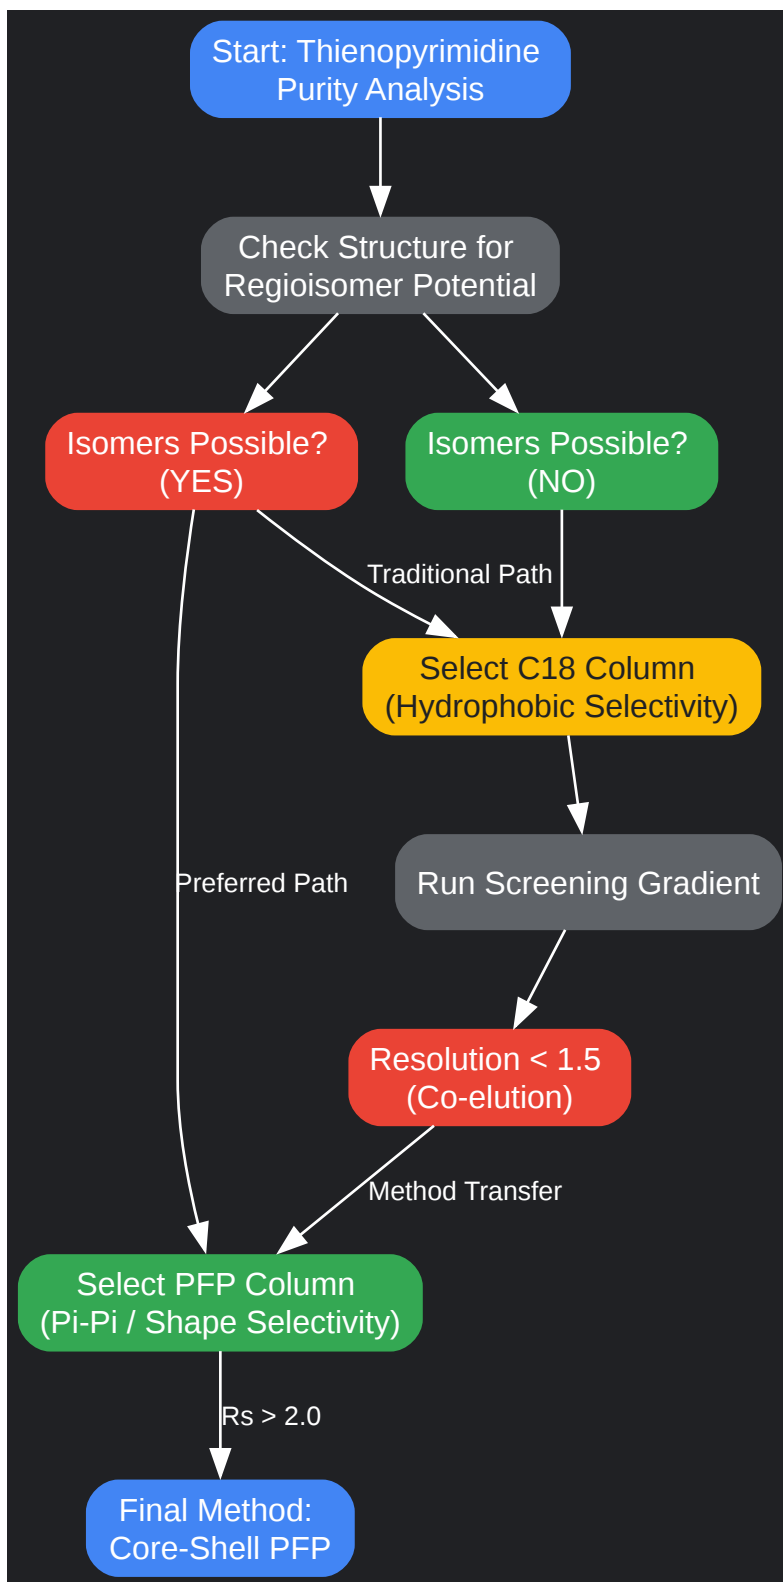 Start: Thienopyrimidine
Purity Analysis
Check Structure for
Regioisomer Potential
Isomers Possible?
(YES)
Isomers Possible?
(NO)
Traditional Path
Select C18 Column
(Hydrophobic Selectivity)
Preferred Path
Run Screening Gradient
Resolution < 1.5
(Co-elution)
Method Transfer
Select PFP Column
(Pi-Pi / Shape Selectivity)
Rs > 2.0
Final Method:
Core-Shell PFP